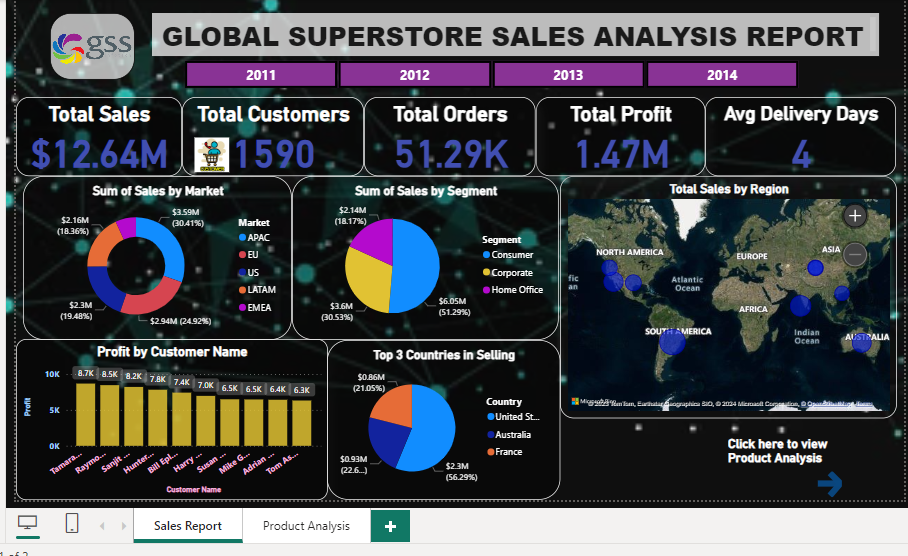 gss
GLOBAL SUPERSTORE SALES ANALYSIS REPORT
2011
2012
2013
2014
Total Sales
$12.64M
Total Customers
1590
Total Orders
51.29K
Total Profit
1.47M
Avg Delivery Days
4
Sum of Sales by Market
$3.59M
(30.41%)
$2.94M (24.92%)
$2.3M
(19.48%)
$2.16M
(18.36%)
Market
APAC
EU
US
LATAM
EMEA
Sum of Sales by Segment
$2.14M
(18.17%)
$3.6M
(30.53%)
$6.05M
(51.29%)
Segment
Consumer
Corporate
Home Office
Total Sales by Region
+
NORTH AMERICA
EUROPE
ASIA
Atlantic
Ocean
fic
an
AFRICA
SOUTH AMERICA
Indian
Ocean
AUSTRALIA
© 2023 TomTom, Earthstar Geographics SIO, © 2024 Microsoft Corporation, © OpenStreetMap Terms
Profit by Customer Name
Profit
10K
5K
0K
8.7K
8.5K
8.2K
7.8K
7.4K
7.0K
6.5K
6.5K
6.4K
6.3K
Tamara...
Raymo...
Sanjit ...
Hunter...
Bill Epl...
Harry ...
Susan ...
Mike G...
Adrian ...
Tom As...
Customer Name
Top 3 Countries in Selling
$0.86M
(21.05%)
$0.93M
(22.6...)
$2.3M
(56.29%)
Country
United St...
Australia
France
Click here to view
Product Analysis
Sales Report
Product Analysis
+